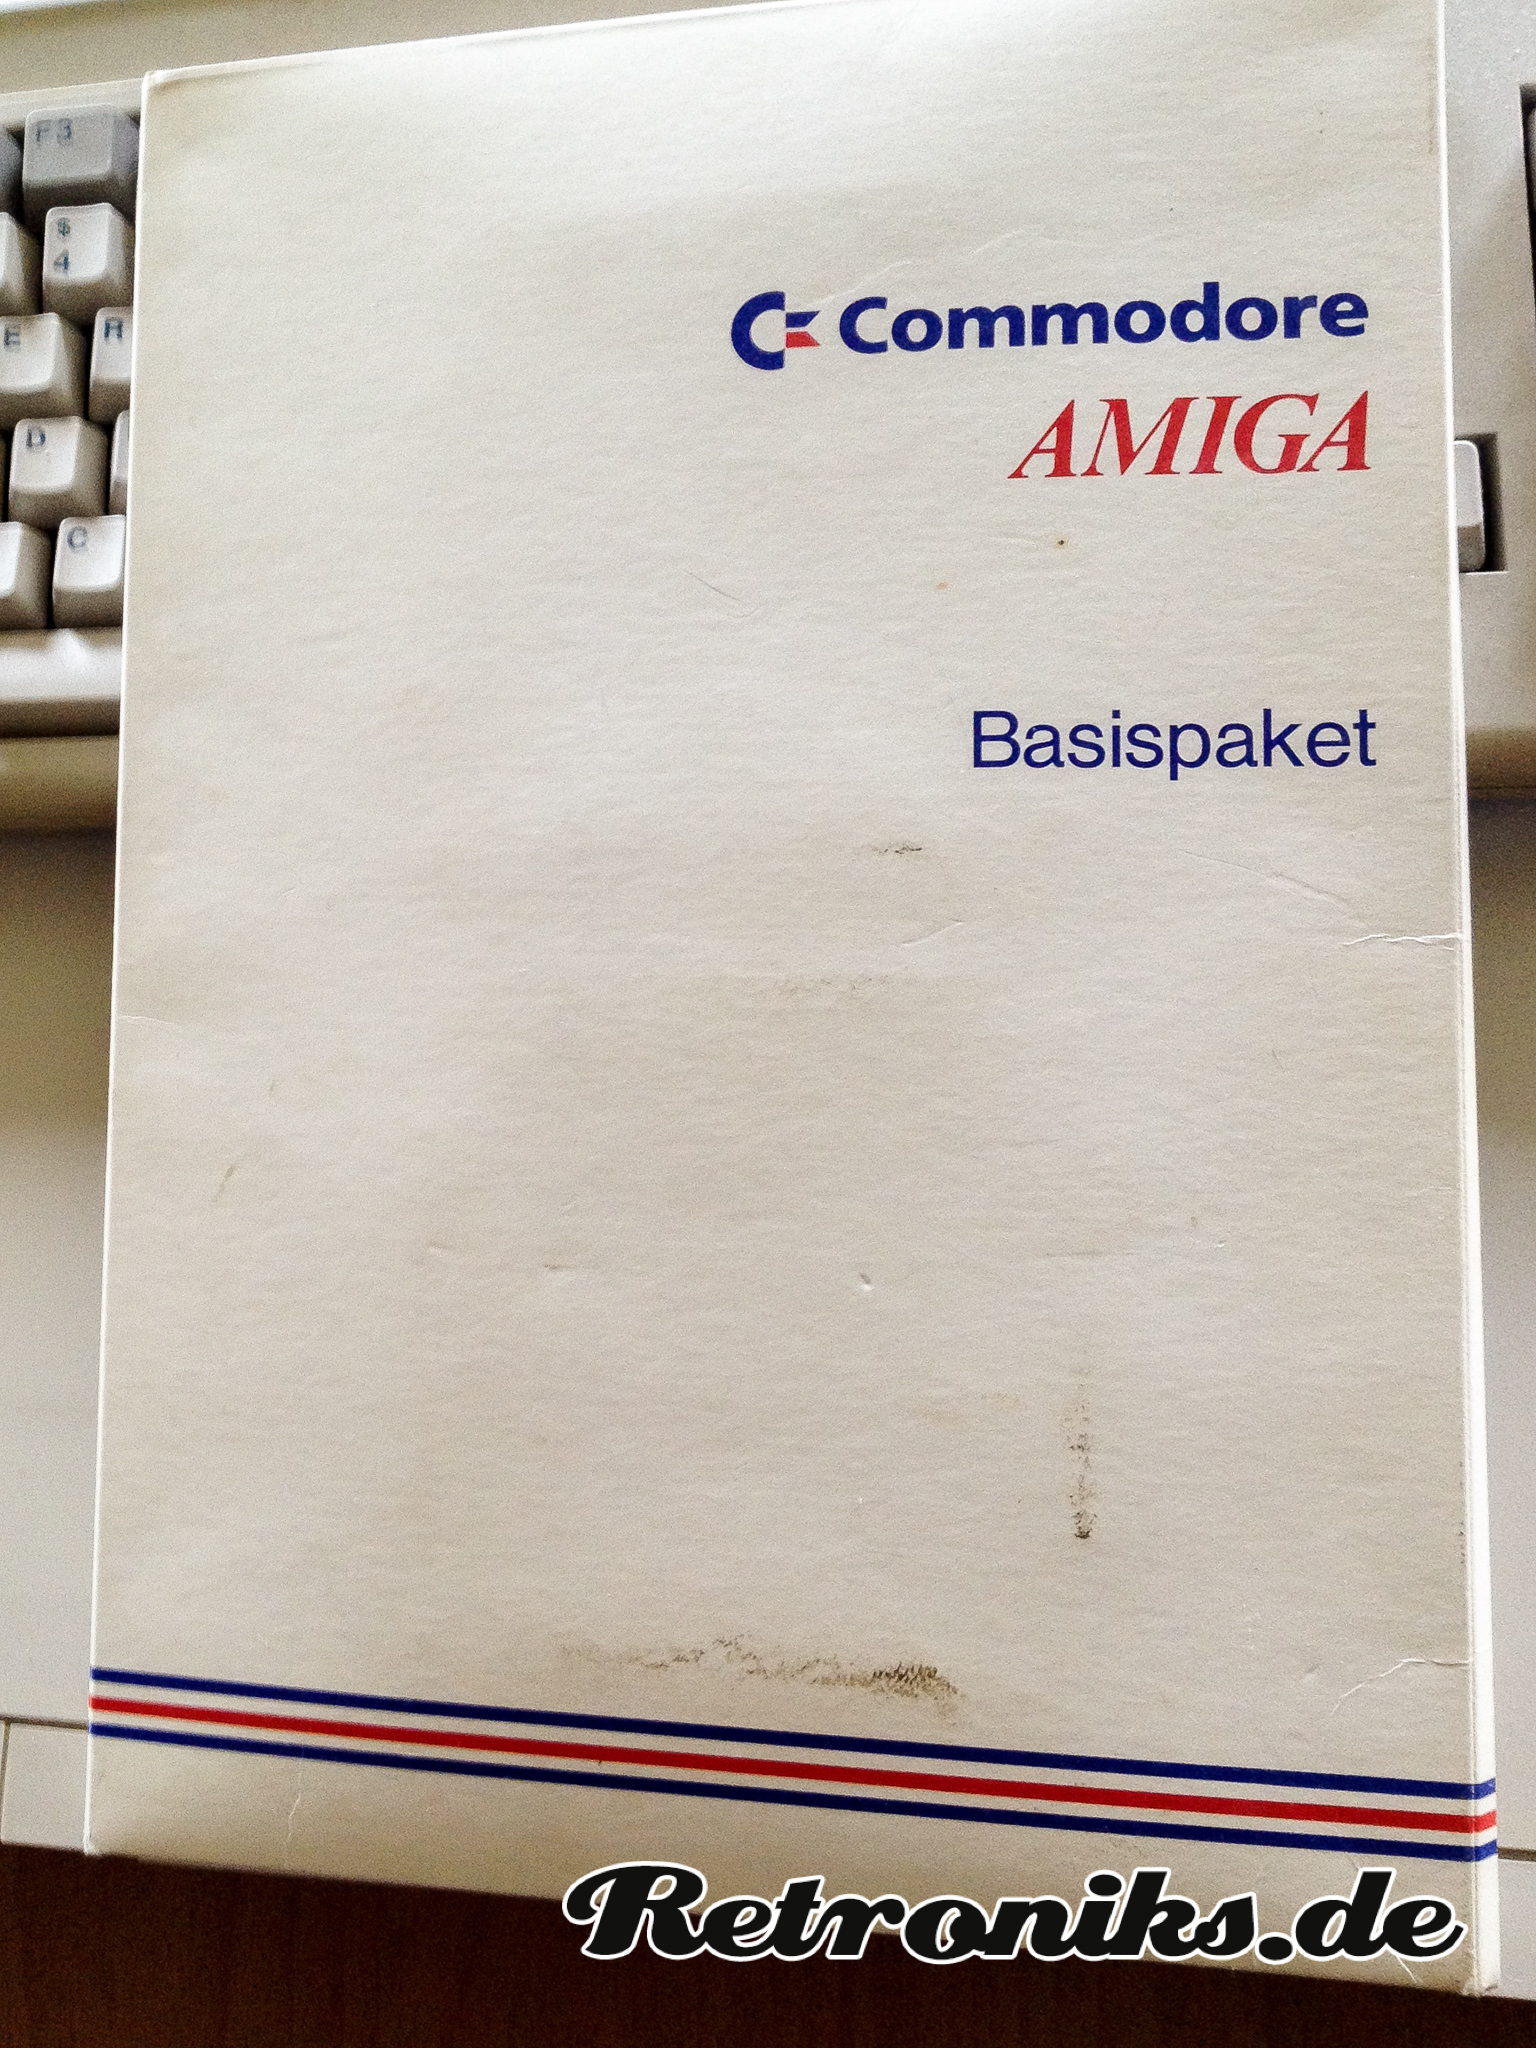 F3
$
4
E R
D
C
Commodore
AMIGA
Basispaket
Retroniks.de